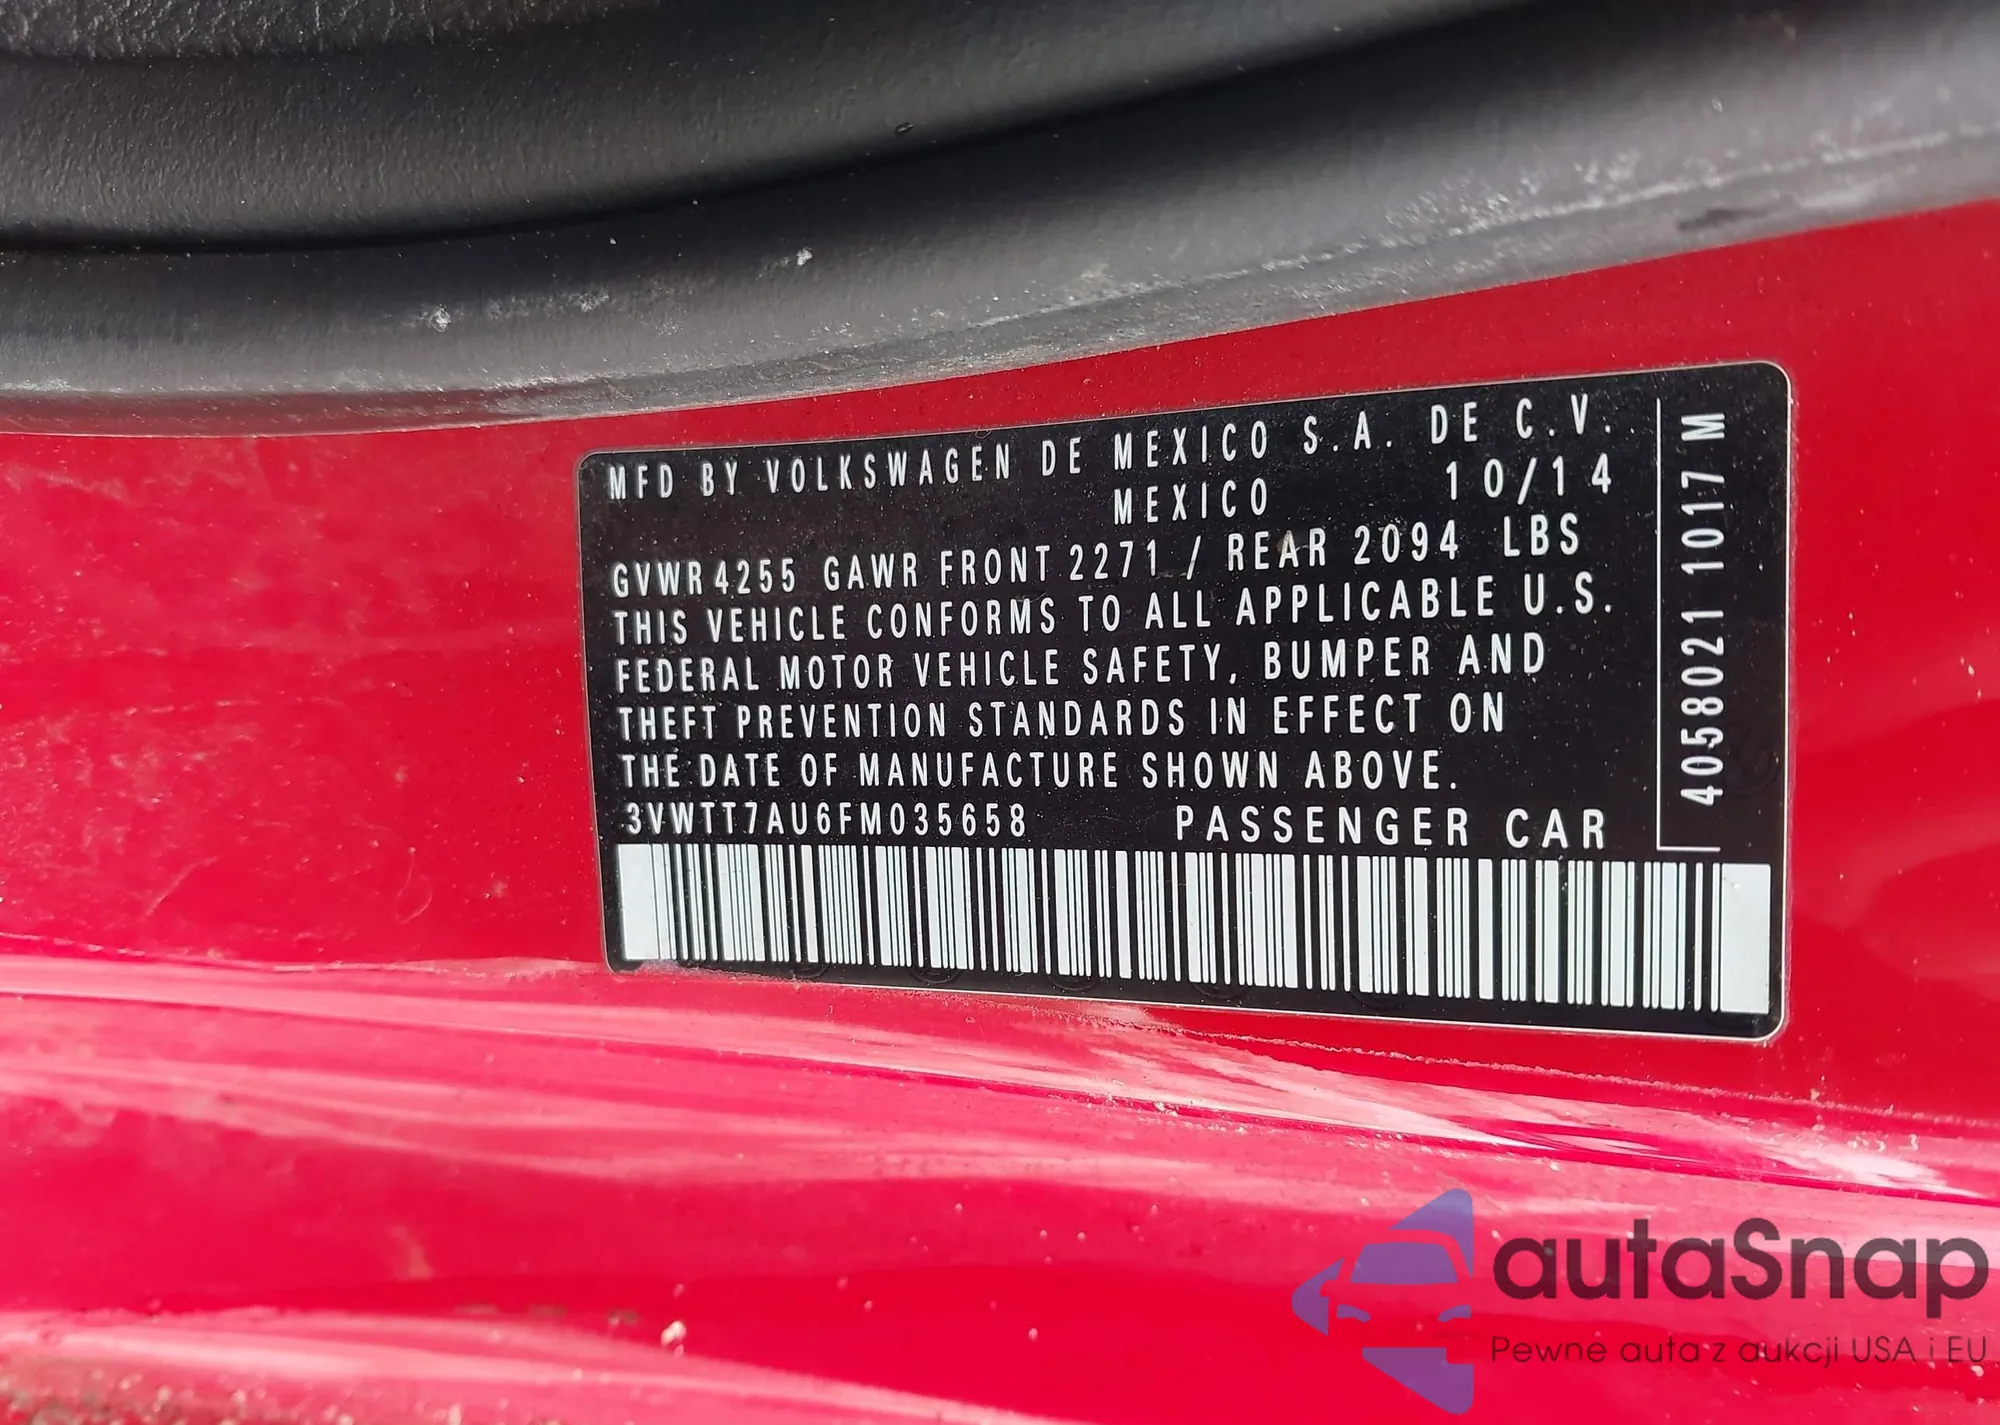 MFD BY VOLKSWAGEN DE MEXICO S.A. DE C.V.
MEXICO 10/14
GVWR 4255 GAWR FRONT 2271 / REAR 2094 LBS
THIS VEHICLE CONFORMS TO ALL APPLICABLE U.S.
FEDERAL MOTOR VEHICLE SAFETY, BUMPER AND
THEFT PREVENTION STANDARDS IN EFFECT ON
THE DATE OF MANUFACTURE SHOWN ABOVE.
3VWTT7AU6FM035658 PASSENGER CAR
4058021 1017 M
autaSnap
Pewne auta z aukcji USA i EU